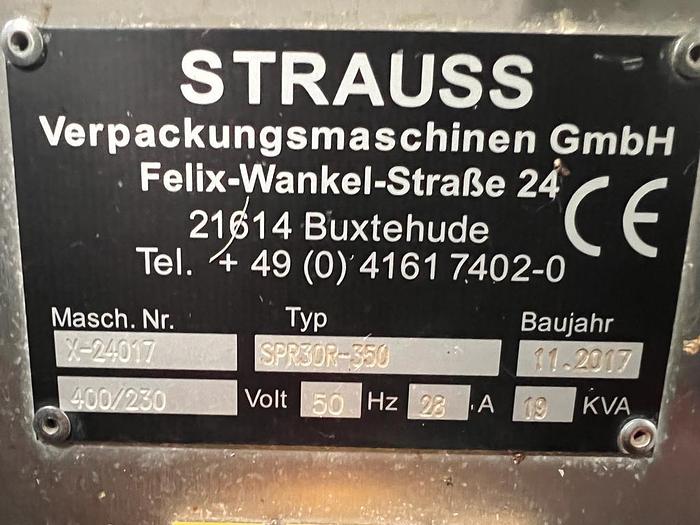 STRAUSS
Verpackungsmaschinen GmbH
Felix-Wankel-Straße 24
CE
21614 Buxtehude
Tel. + 49 (0) 4161 7402-0
Masch. Nr. Typ Baujahr
X-24017 SPR30R-350 11.2017
400/230 Volt 50 Hz 28 A 19 KVA